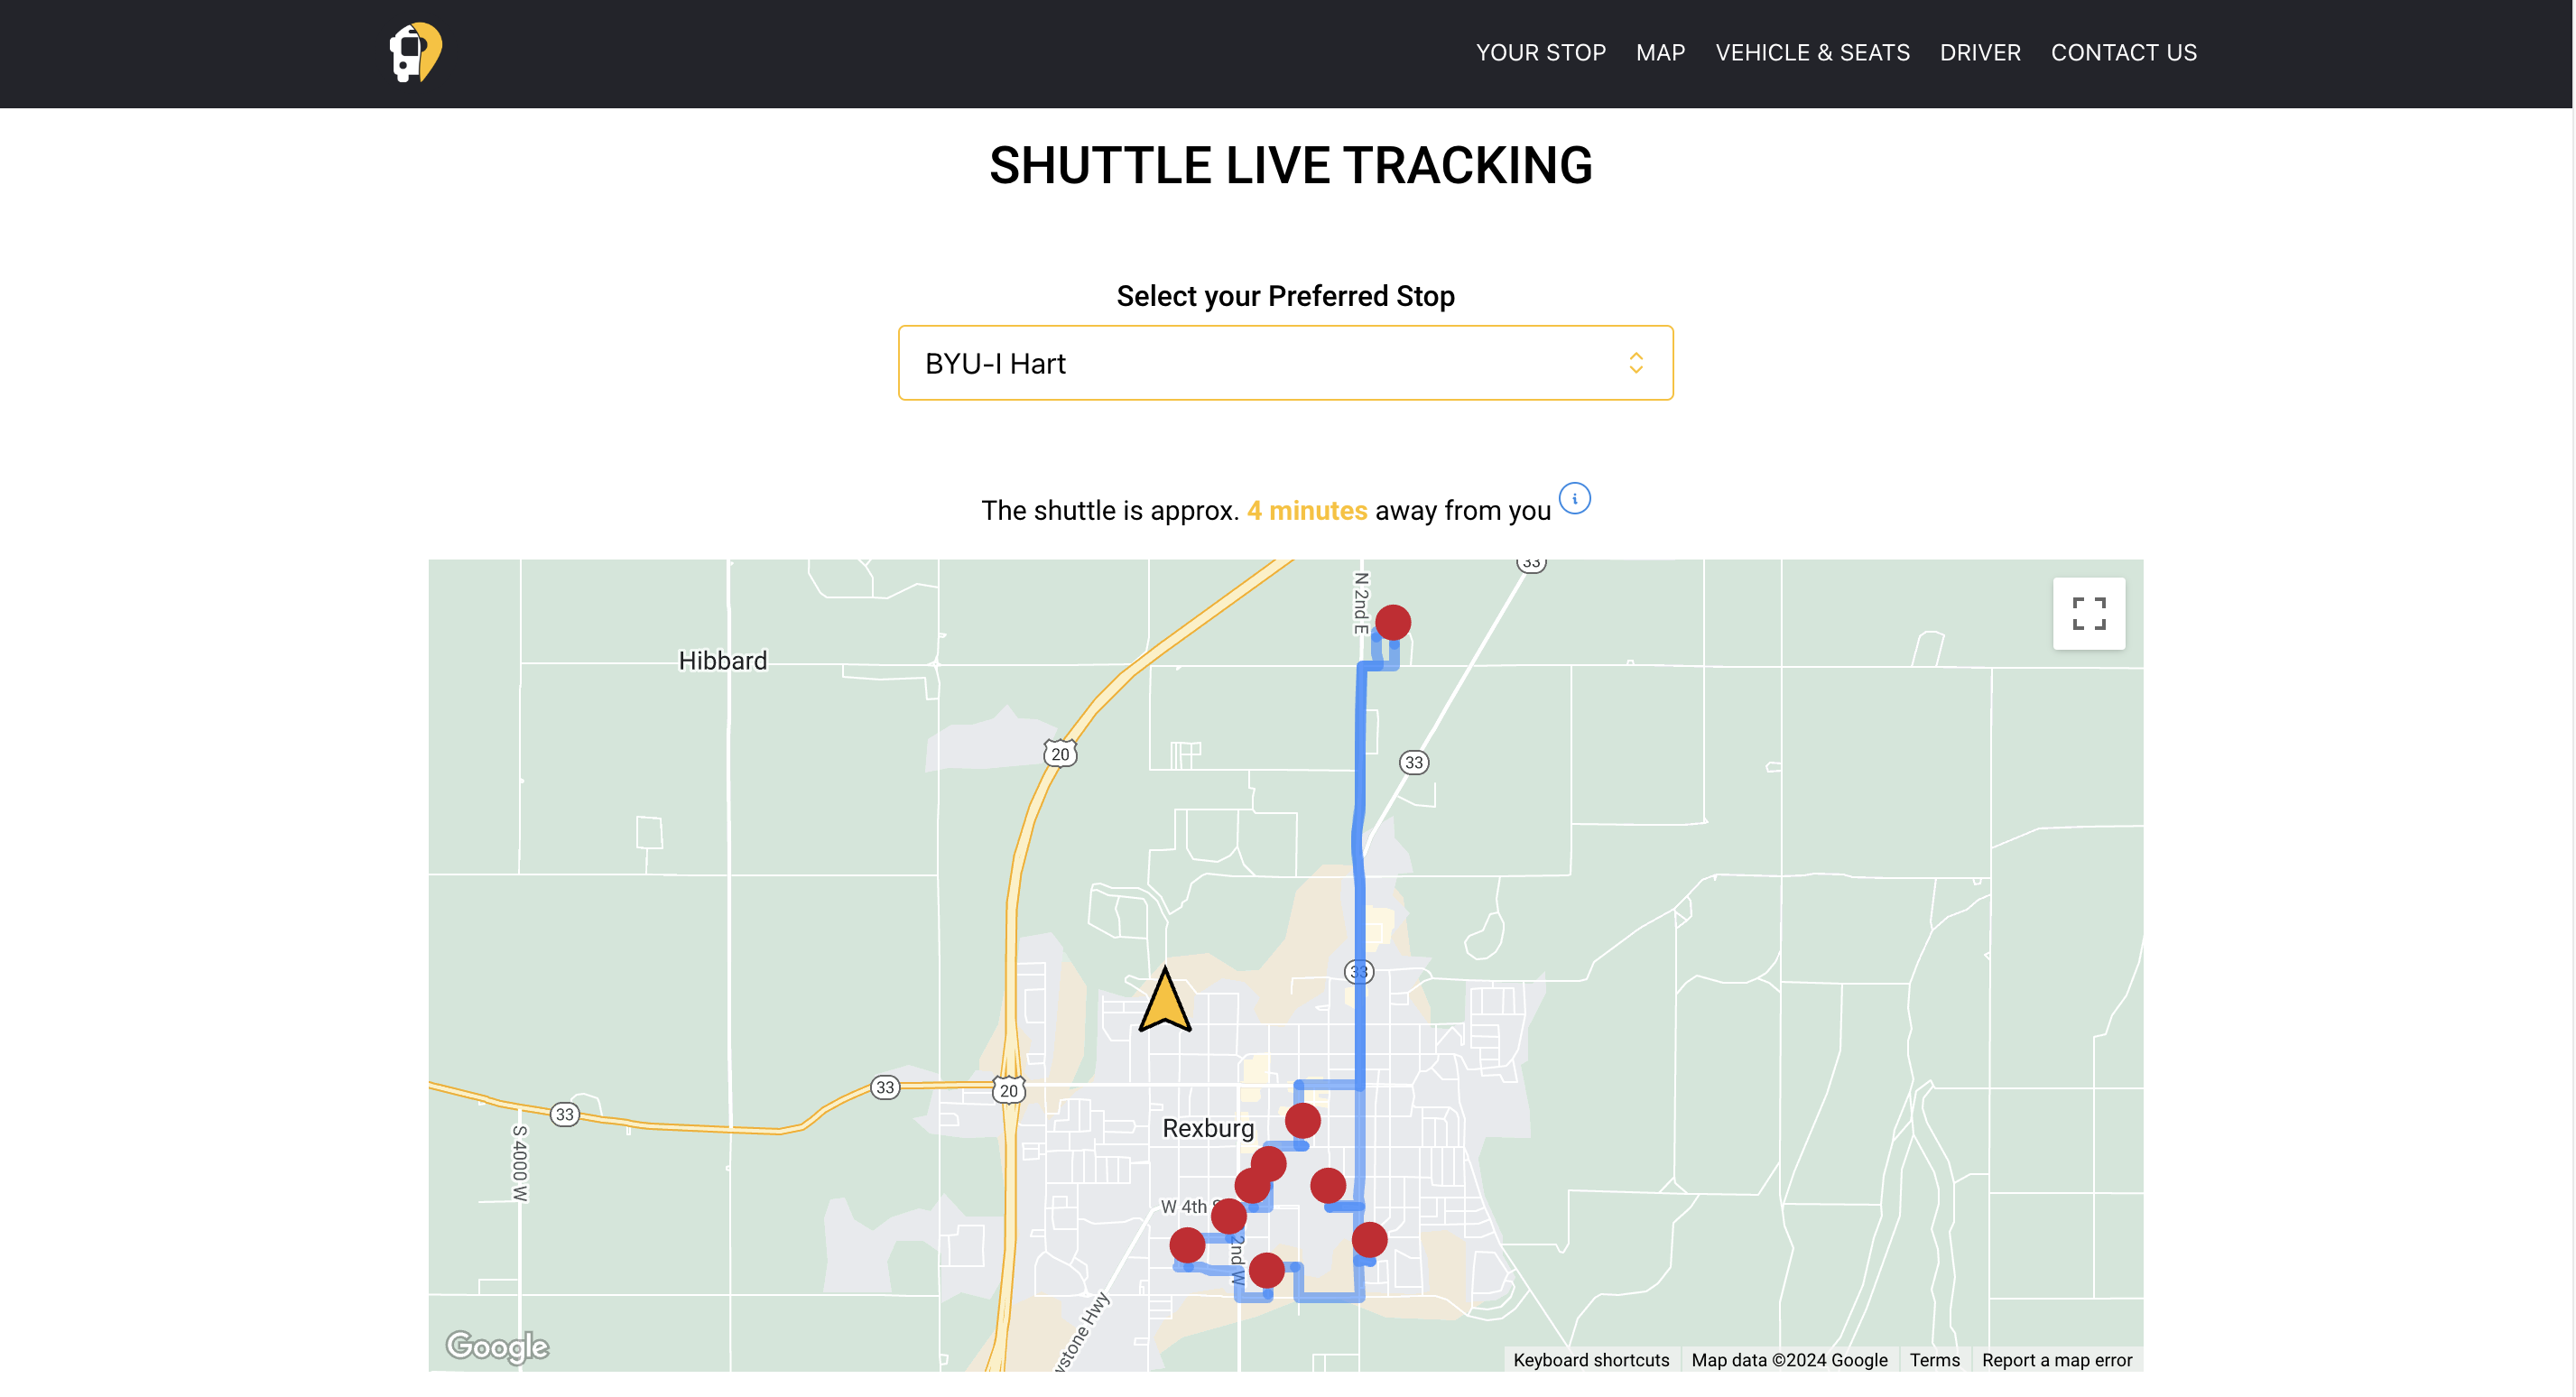 YOUR STOP MAP VEHICLE & SEATS DRIVER CONTACT US
SHUTTLE LIVE TRACKING
Select your Preferred Stop
BYU-I Hart
The shuttle is approx. 4 minutes away from you i
33
N 2nd E
Hibbard
20
33
33
33
20
33
Rexburg
S 4000 W
W 4th
2nd W
ystone Hwy
Google
Keyboard shortcuts Map data ©2024 Google Terms Report a map error